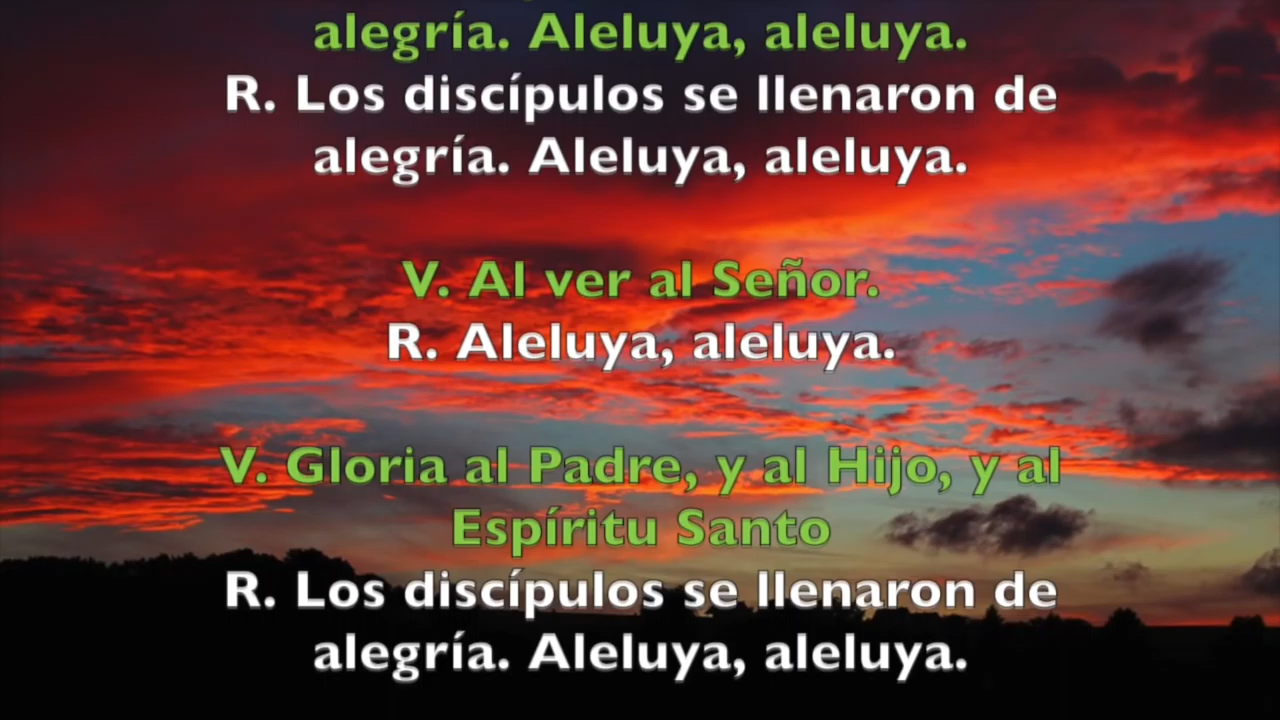 alegría. Aleluya, aleluya.
R. Los discípulos se llenaron de
alegría. Aleluya, aleluya.
V. Al ver al Señor.
R. Aleluya, aleluya.
V. Gloria al Padre, y al Hijo, y al
Espíritu Santo
R. Los discípulos se llenaron de
alegría. Aleluya, aleluya.